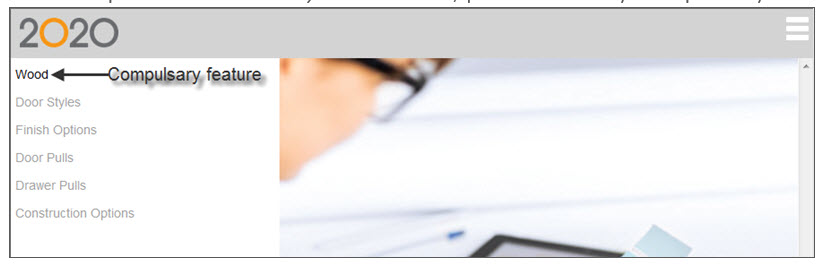 2020
Wood
Compulsary feature
Door Styles
Finish Options
Door Pulls
Drawer Pulls
Construction Options